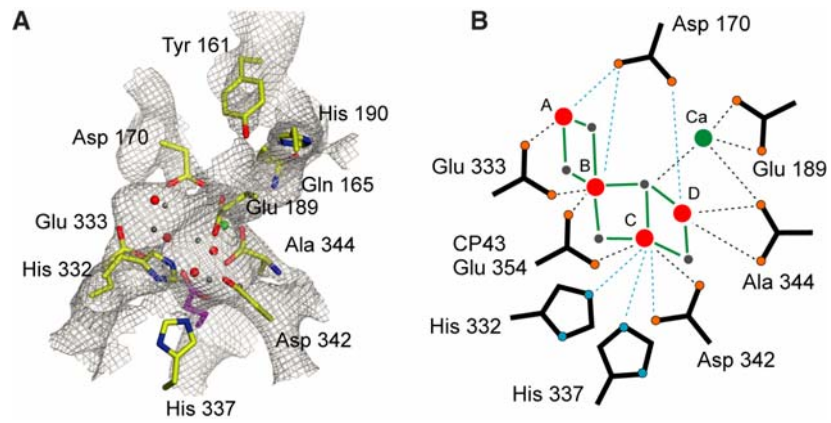 A
Tyr 161
His 190
Asp 170
Gln 165
Glu 189
Glu 333
Ala 344
His 332
Asp 342
His 337
B
Asp 170
A
Ca
B
Glu 333
Glu 189
D
C
CP43
Glu 354
Ala 344
His 332
Asp 342
His 337